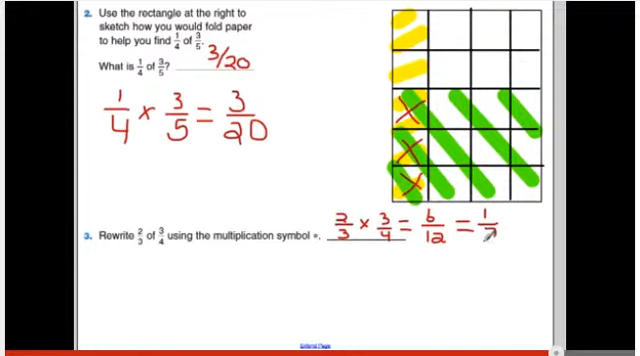 2. Use the rectangle at the right to
sketch how you would fold paper
to help you find 1/4 of 3/5.
What is 1/4 of 3/5? 3/20
1/4 × 3/5 = 3/20
X
X
X
3. Rewrite 2/3 of 3/4 using the multiplication symbol *. 2/3 × 3/4 = 6/12 = 1/2